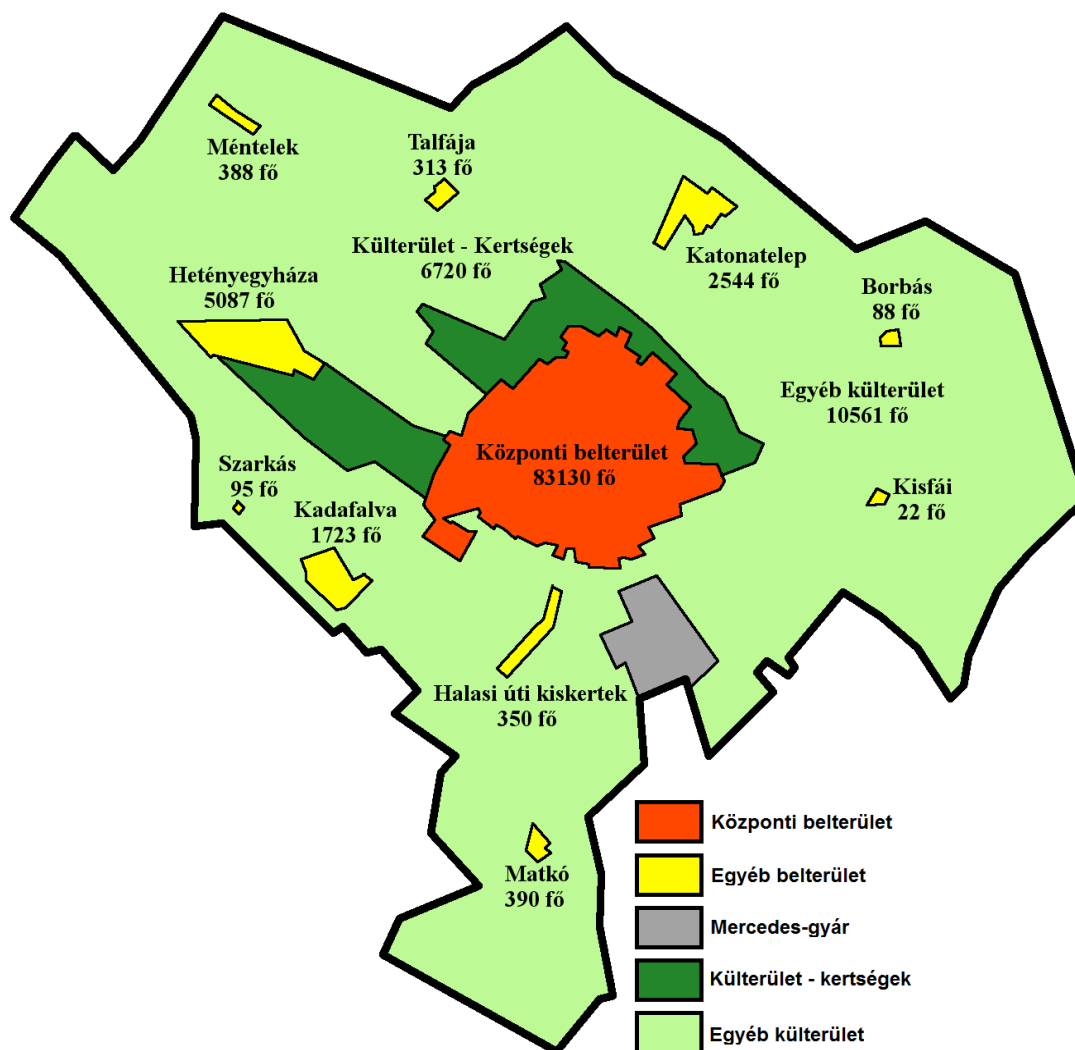 Méntelek
388 fő
Talfája
313 fő
Külterület - Kertségek
6720 fő
Katonatelep
2544 fő
Hetényegyháza
5087 fő
Borbás
88 fő
Egyéb külterület
10561 fő
Központi belterület
83130 fő
Szarkás
95 fő
Kadafalva
1723 fő
Kisfái
22 fő
Halasi úti kiskertek
350 fő
Matkó
390 fő
Központi belterület
Egyéb belterület
Mercedes-gyár
Külterület - kertségek
Egyéb külterület